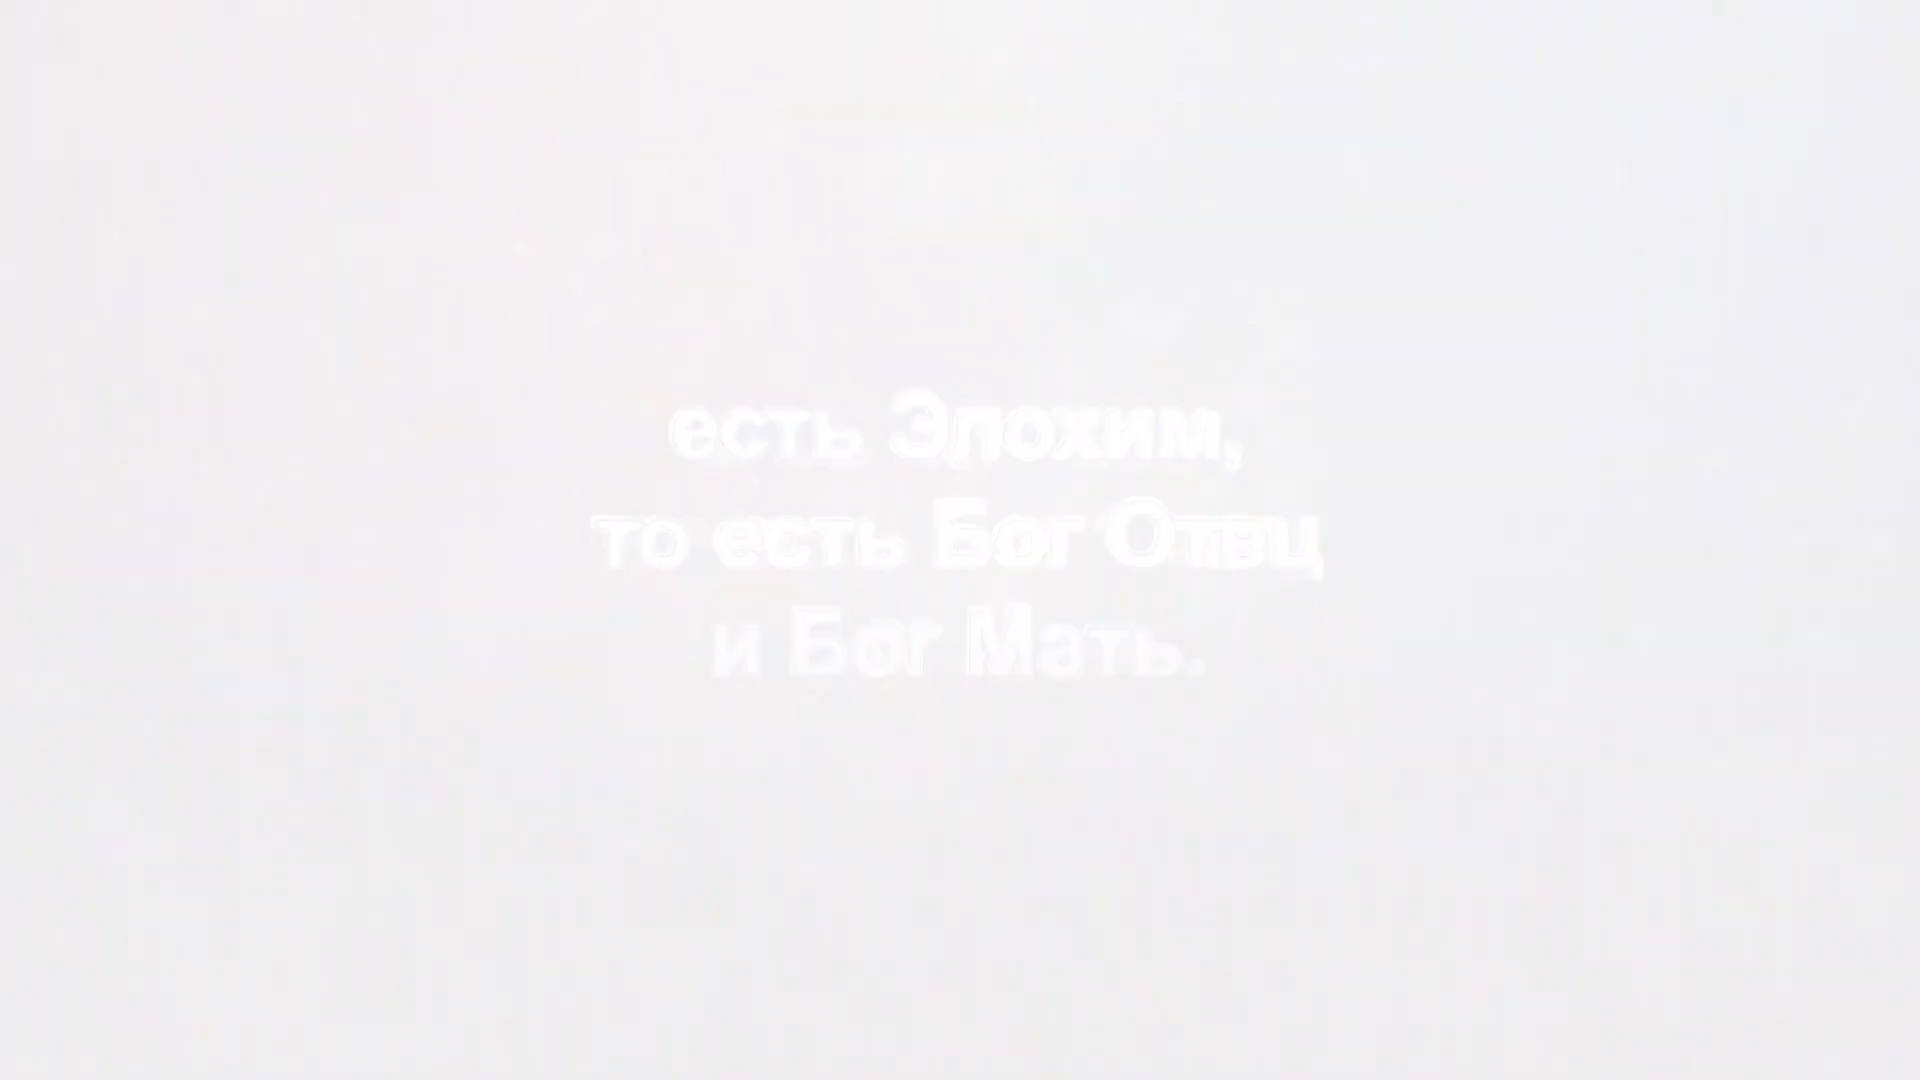 есть Элохим,
то есть Бог Отец
и Бог Мать.